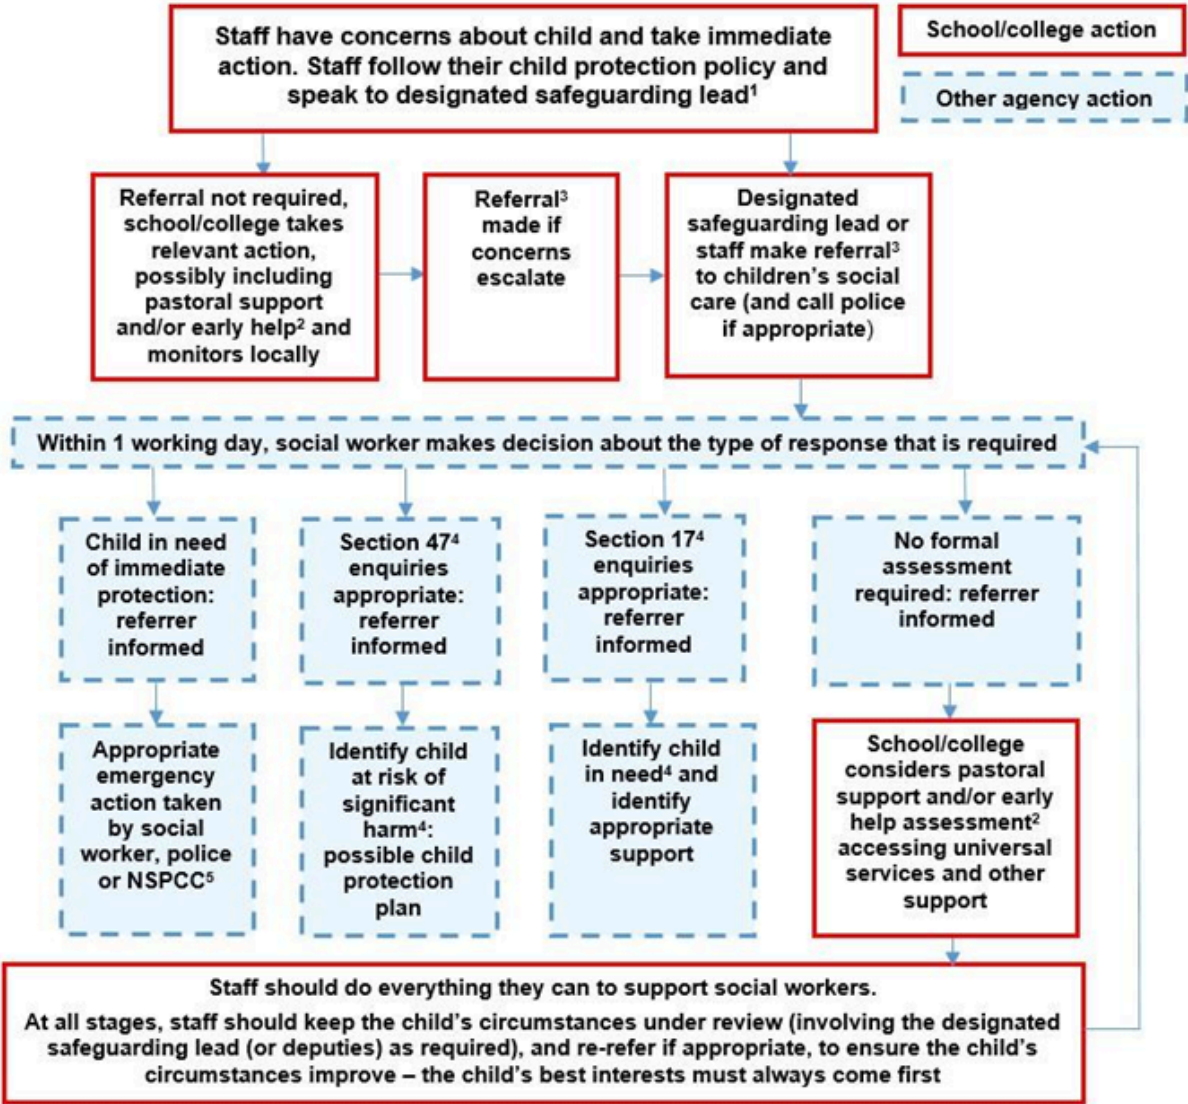 Staff have concerns about child and take immediate
action. Staff follow their child protection policy and
speak to designated safeguarding lead¹
School/college action
Other agency action
Referral not required,
school/college takes
relevant action,
possibly including
pastoral support
and/or early help² and
monitors locally
Referral³
made if
concerns
escalate
Designated
safeguarding lead or
staff make referral³
to children's social
care (and call police
if appropriate)
Within 1 working day, social worker makes decision about the type of response that is required
Child in need
of immediate
protection:
referrer
informed
Section 47⁴
enquiries
appropriate:
referrer
informed
Section 17⁴
enquiries
appropriate:
referrer
informed
No formal
assessment
required: referrer
informed
Appropriate
emergency
action taken
by social
worker, police
or NSPCC⁵
Identify child
at risk of
significant
harm⁴:
possible child
protection
plan
Identify child
in need⁴ and
identify
appropriate
support
School/college
considers pastoral
support and/or early
help assessment²
accessing universal
services and other
support
Staff should do everything they can to support social workers.
At all stages, staff should keep the child's circumstances under review (involving the designated
safeguarding lead (or deputies) as required), and re-refer if appropriate, to ensure the child's
circumstances improve – the child's best interests must always come first